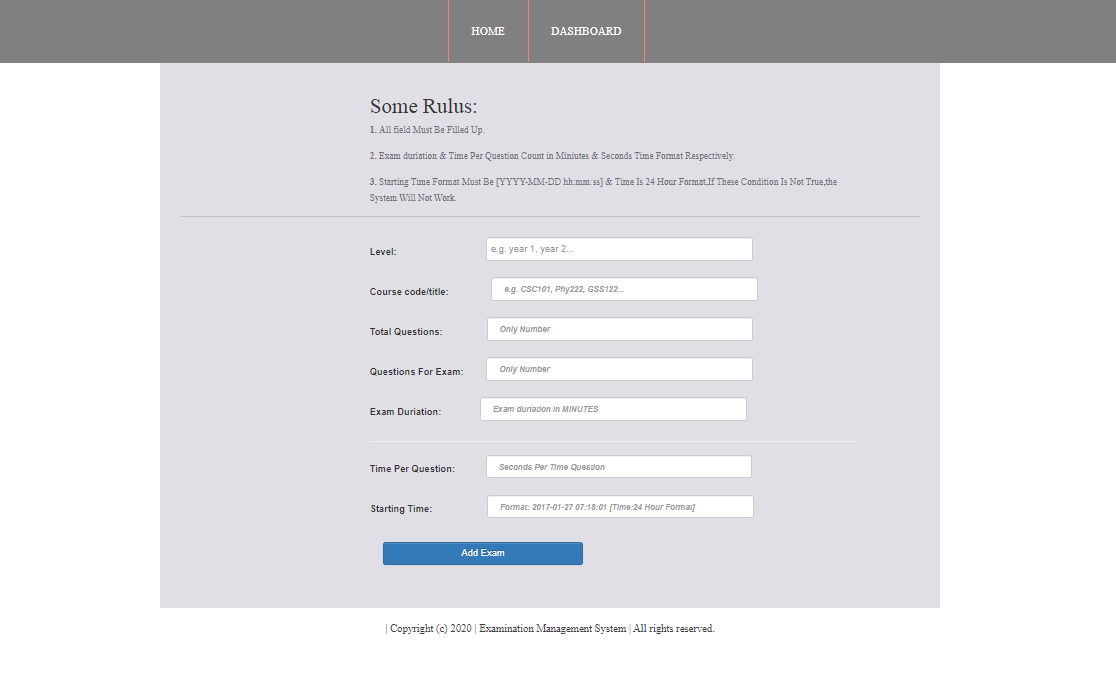 HOME DASHBOARD
Some Rulus:
1. All field Must Be Filled Up.
2. Exam duriation & Time Per Question Count in Miniutes & Seconds Time Format Respectively.
3. Starting Time Format Must Be [YYYY-MM-DD hh:mm:ss] & Time Is 24 Hour Format,If These Condition Is Not True,the
System Will Not Work.
Level: e.g. year 1, year 2...
Course code/title: e.g. CSC101, Phy222, GSS122...
Total Questions: Only Number
Questions For Exam: Only Number
Exam Duriation: Exam duriation in MINUTES
Time Per Question: Seconds Per Time Question
Starting Time: Format: 2017-01-27 07:18:01 [Time:24 Hour Format]
Add Exam
| Copyright (c) 2020 | Examination Management System | All rights reserved.